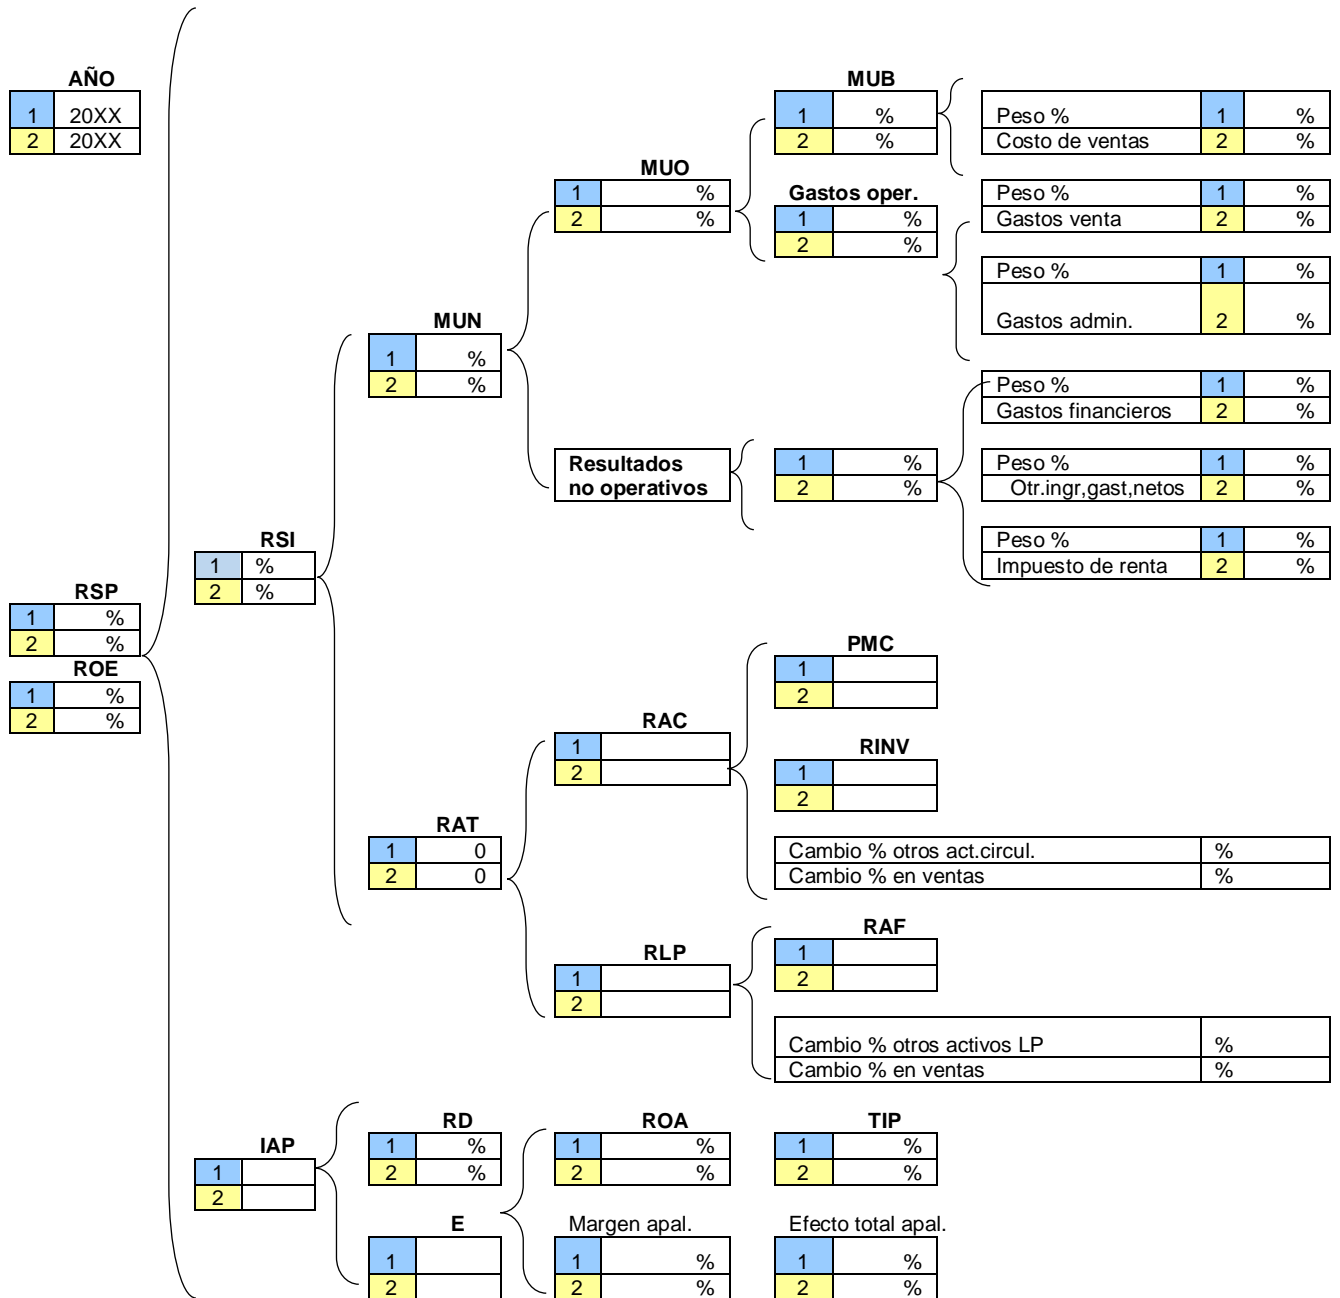 AÑO
1 20XX
2 20XX
MUB
1 %
2 %
Peso % 1 %
Costo de ventas 2 %
MUO
1 %
2 %
Gastos oper.
1 %
2 %
Peso % 1 %
Gastos venta 2 %
Peso % 1 %
Gastos admin. 2 %
MUN
1 %
2 %
Resultados
no operativos
1 %
2 %
Peso % 1 %
Gastos financieros 2 %
Peso % 1 %
Otr.ingr,gast,netos 2 %
Peso % 1 %
Impuesto de renta 2 %
RSI
1 %
2 %
RSP
1 %
2 %
ROE
1 %
2 %
PMC
1
2
RAC
1
2
RINV
1
2
RAT
1 0
2 0
Cambio % otros act.circul. %
Cambio % en ventas %
RLP
1
2
RAF
1
2
Cambio % otros activos LP %
Cambio % en ventas %
IAP
1
2
RD
1 %
2 %
ROA
1 %
2 %
TIP
1 %
2 %
E
1
2
Margen apal.
1 %
2 %
Efecto total apal.
1 %
2 %